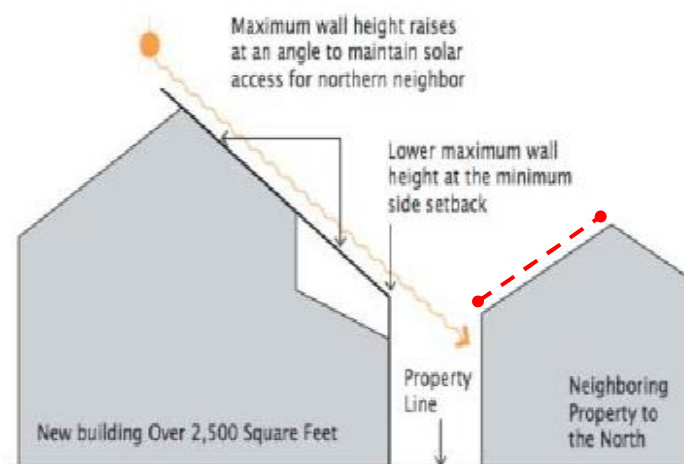 Maximum wall height raises
at an angle to maintain solar
access for northern neighbor
Lower maximum wall
height at the minimum
side setback
Property
Line
Neighboring
Property to
the North
New building Over 2,500 Square Feet